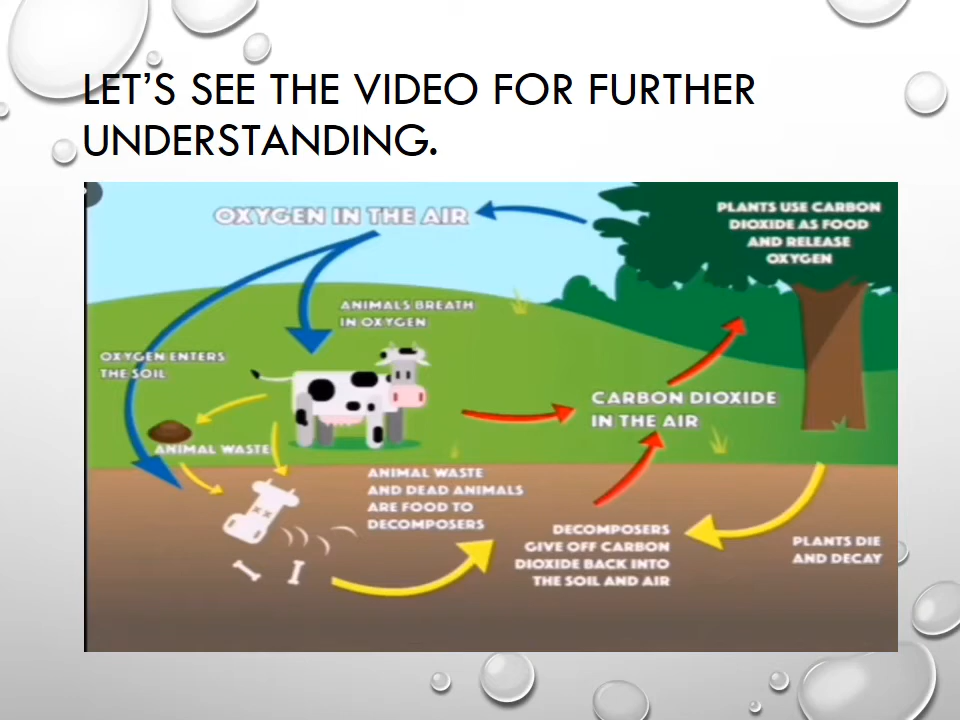 LET’S SEE THE VIDEO FOR FURTHER
UNDERSTANDING.
OXYGEN IN THE AIR
PLANTS USE CARBON
DIOXIDE AS FOOD
AND RELEASE
OXYGEN
ANIMALS BREATH
IN OXYGEN
OXYGEN ENTERS
THE SOIL
CARBON DIOXIDE
IN THE AIR
ANIMAL WASTE
ANIMAL WASTE
AND DEAD ANIMALS
ARE FOOD TO
DECOMPOSERS
DECOMPOSERS
GIVE OFF CARBON
DIOXIDE BACK INTO
THE SOIL AND AIR
PLANTS DIE
AND DECAY